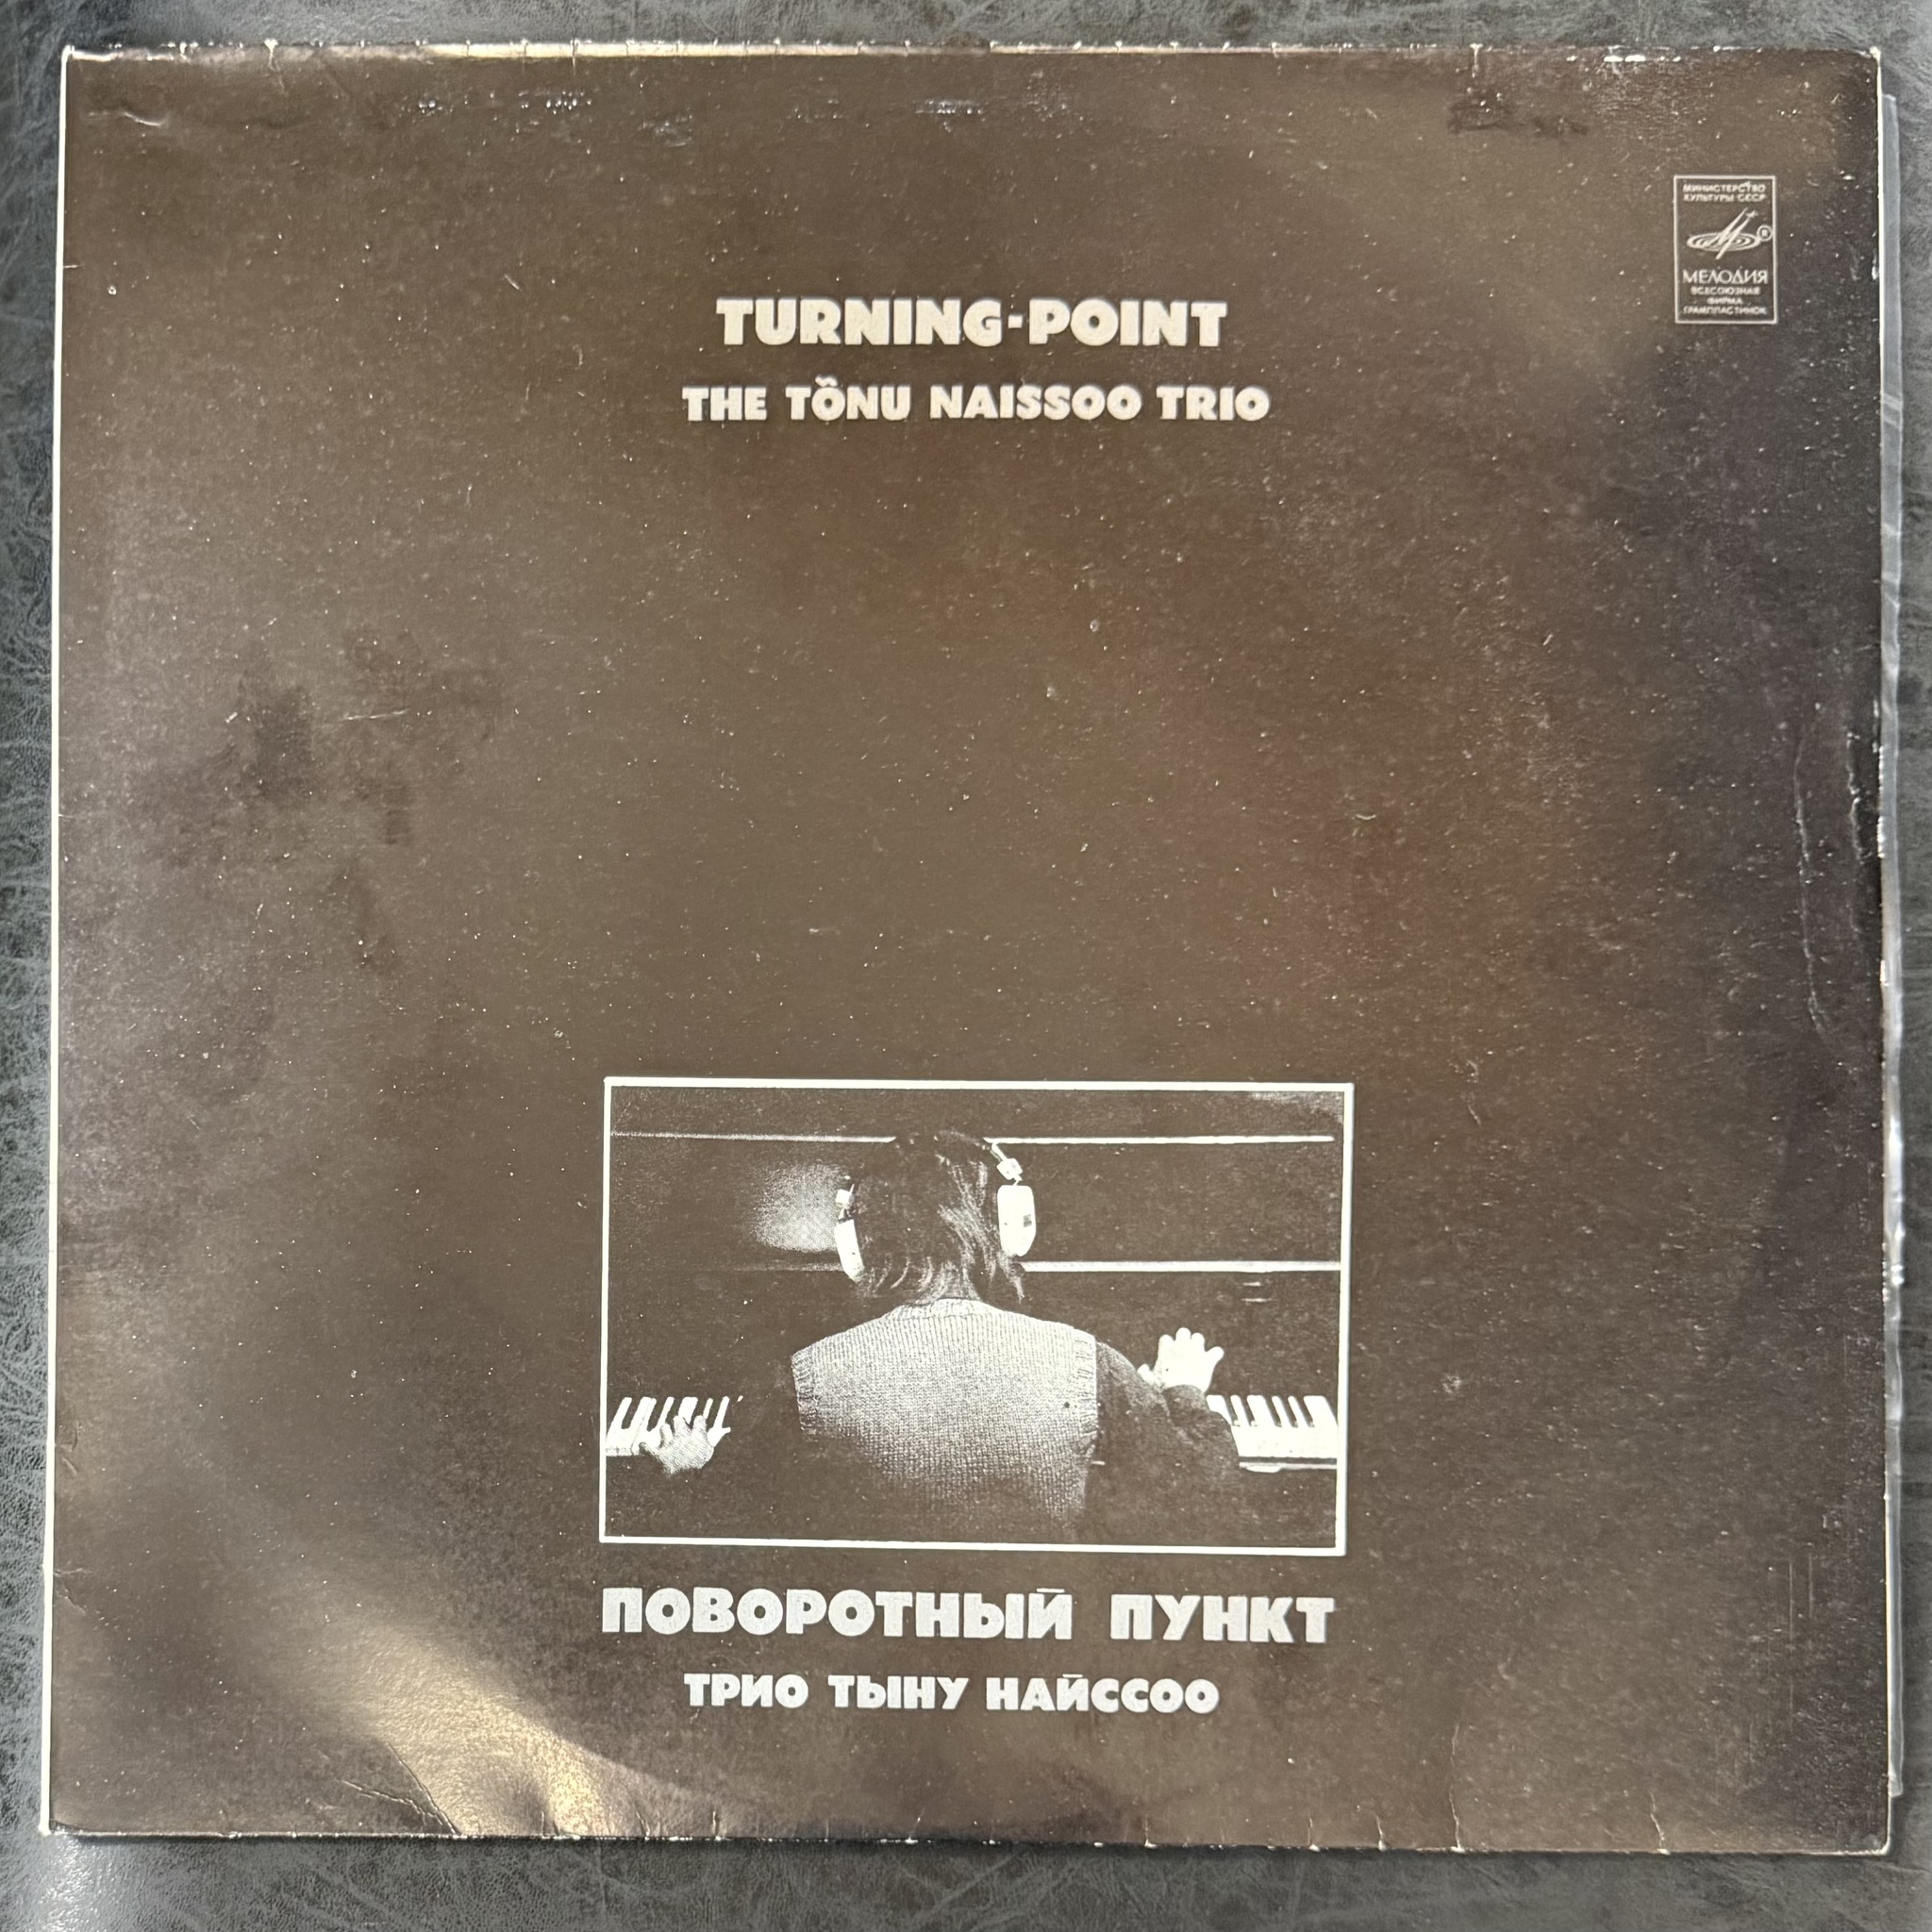 МИНИСТЕРСТВО
КУЛЬТУРЫ СССР
МЕЛОДИЯ
ВСЕСОЮЗНАЯ
ФИРМА
ГРАМПЛАСТИНОК
TURNING-POINT
THE TÕNU NAISSOO TRIO
ПОВОРОТНЫЙ ПУНКТ
ТРИО ТЫНУ НАЙССОО